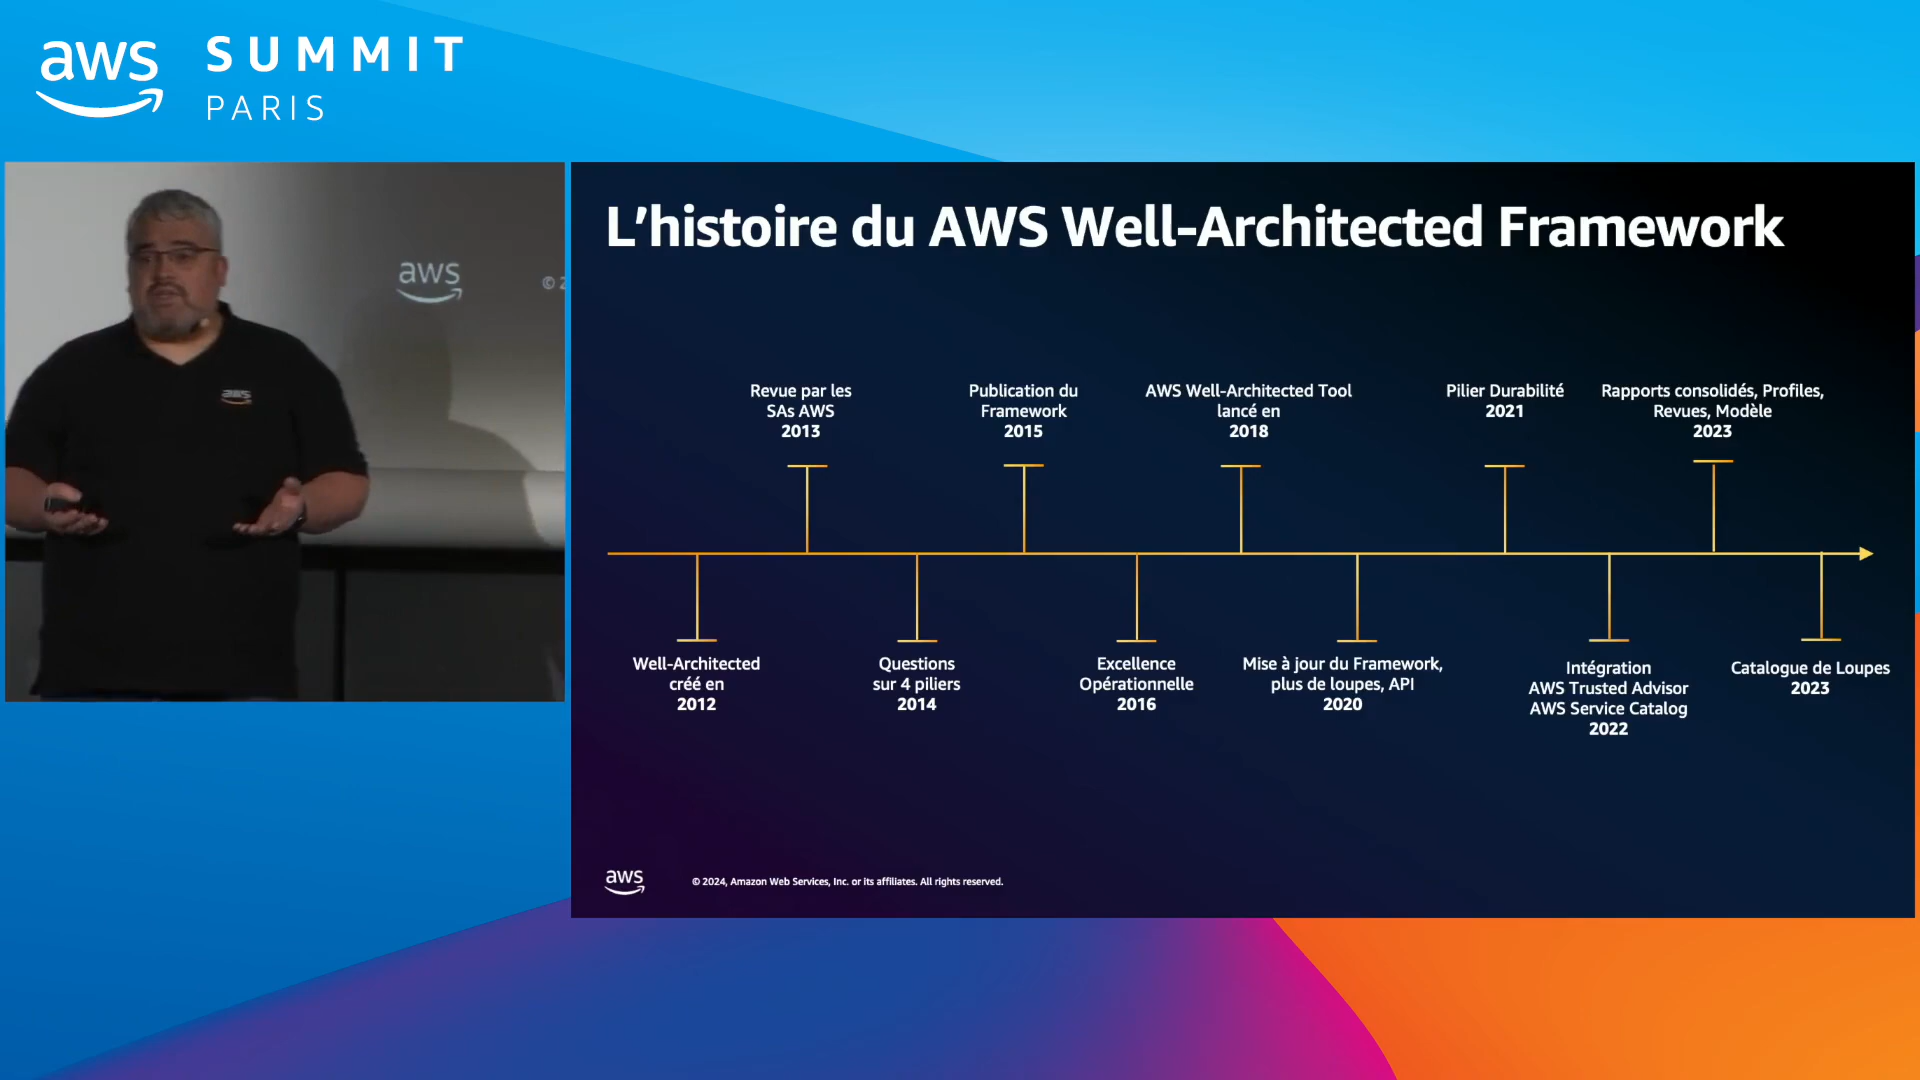 aws
SUMMIT
PARIS
aws
© 2
aws
L'histoire du AWS Well-Architected Framework
Revue par les
SAs AWS
2013
Publication du
Framework
2015
AWS Well-Architected Tool
lancé en
2018
Pilier Durabilité
2021
Rapports consolidés, Profiles,
Revues, Modèle
2023
Well-Architected
créé en
2012
Questions
sur 4 piliers
2014
Excellence
Opérationnelle
2016
Mise à jour du Framework,
plus de loupes, API
2020
Intégration
AWS Trusted Advisor
AWS Service Catalog
2022
Catalogue de Loupes
2023
aws
© 2024, Amazon Web Services, Inc. or its affiliates. All rights reserved.